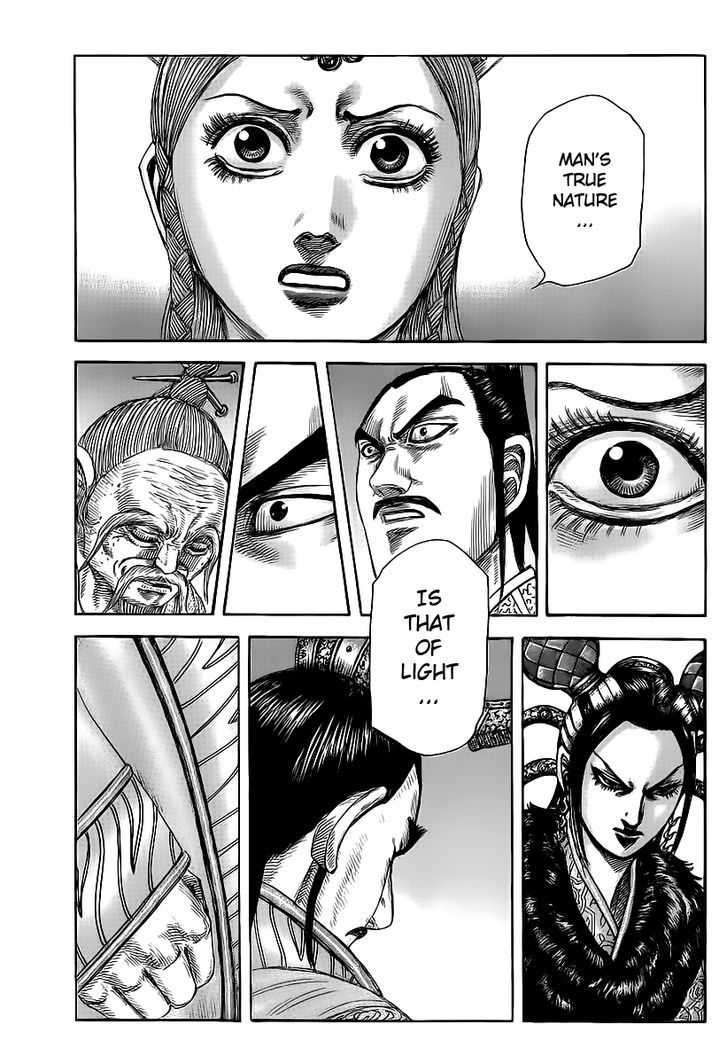 MAN'S
TRUE
NATURE
...
IS
THAT
OF
LIGHT
...